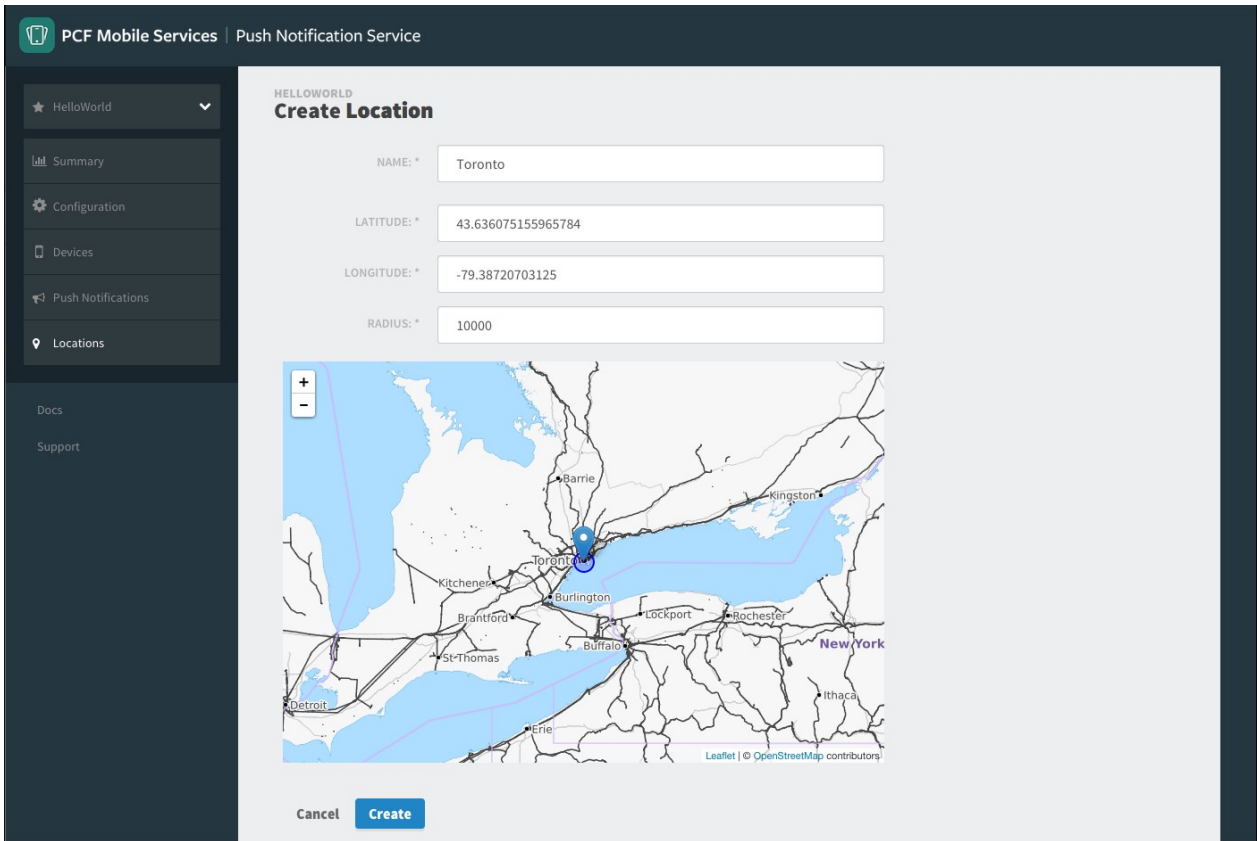 PCF Mobile Services | Push Notification Service
HelloWorld
Summary
Configuration
Devices
Push Notifications
Locations
Docs
Support
HELLOWORLD
Create Location
NAME: * Toronto
LATITUDE: * 43.636075155965784
LONGITUDE: * -79.38720703125
RADIUS: * 10000
+
-
Barrie
Kingston
Toronto
Kitchener
Burlington
Brantford
Lockport
Rochester
Buffalo
New York
St-Thomas
Ithaca
Detroit
Erie
Leaflet | © OpenStreetMap contributors
Cancel Create